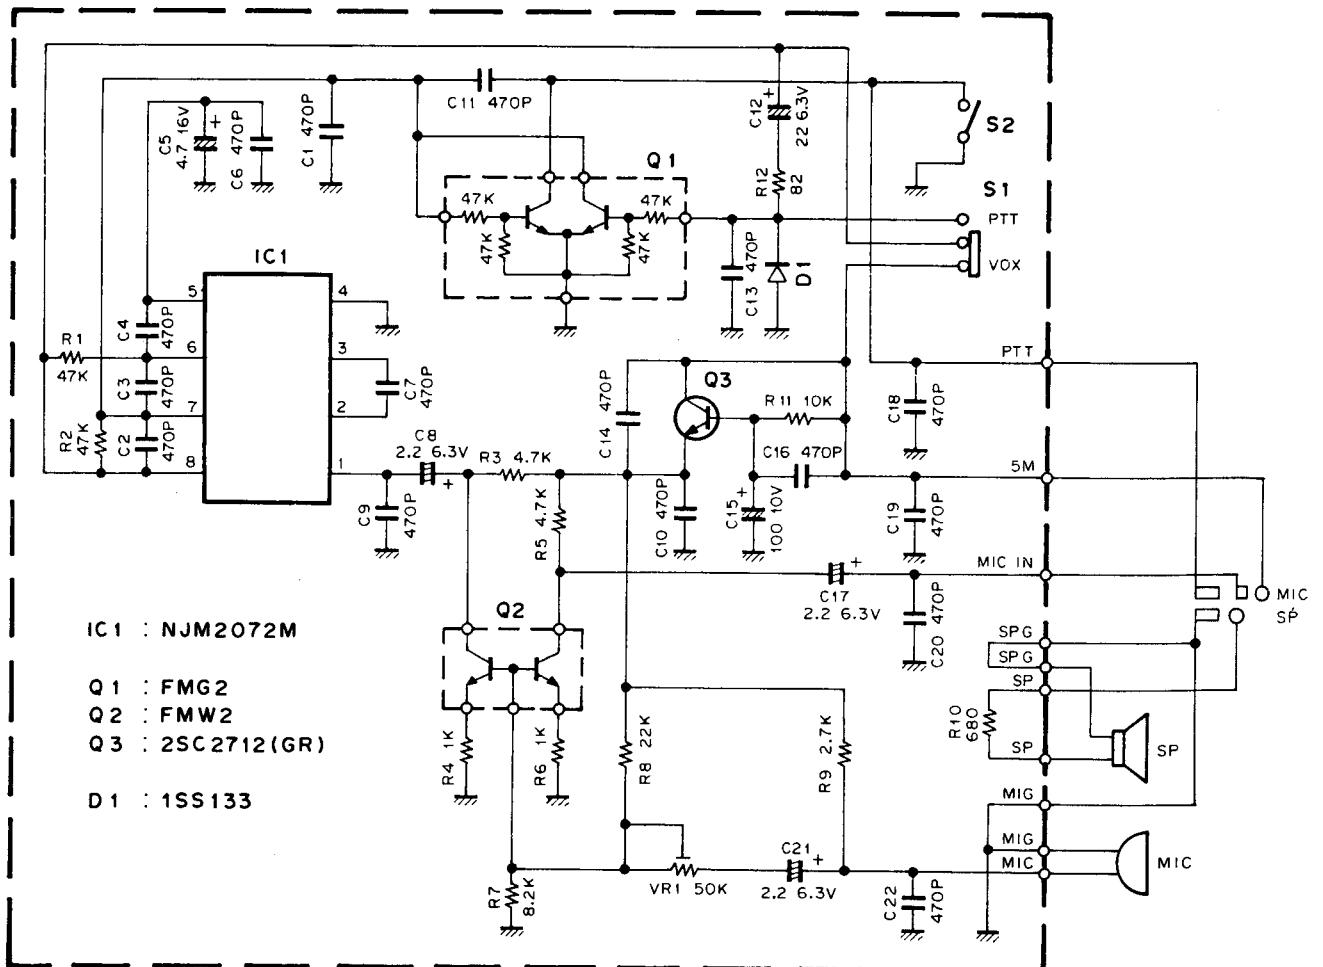 C11 470P
C12 + 22 6.3V
S2
C5 4.7 16V +
C6 470P
C1 470P
Q1
R12 82
S1
47K
47K
47K
47K
PTT
VOX
C13 470P
D1
IC1
5
4
6
3
7
2
8
1
C4 470P
R1 47K
C3 470P
R2 47K
C2 470P
C7 470P
PTT
Q3
C14 470P
R11 10K
C18 470P
C8
2.2 6.3V
+
R3 4.7K
C16 470P
5M
C9 470P
R5 4.7K
C10 470P
C15 + 100 10V
C19 470P
MIC IN
C17 +
2.2 6.3V
C20 470P
MIC
SP
Q2
SPG
SPG
SP
R10 680
SP
SP
R4 1K
R6 1K
R8 22K
R9 2.7K
MIG
MIG
MIC
MIC
C21
+
VR1 50K
2.2 6.3V
R7 8.2K
C22 470P
IC1 : NJM2072M
Q1 : FMG2
Q2 : FMW2
Q3 : 2SC2712(GR)
D1 : 1SS133